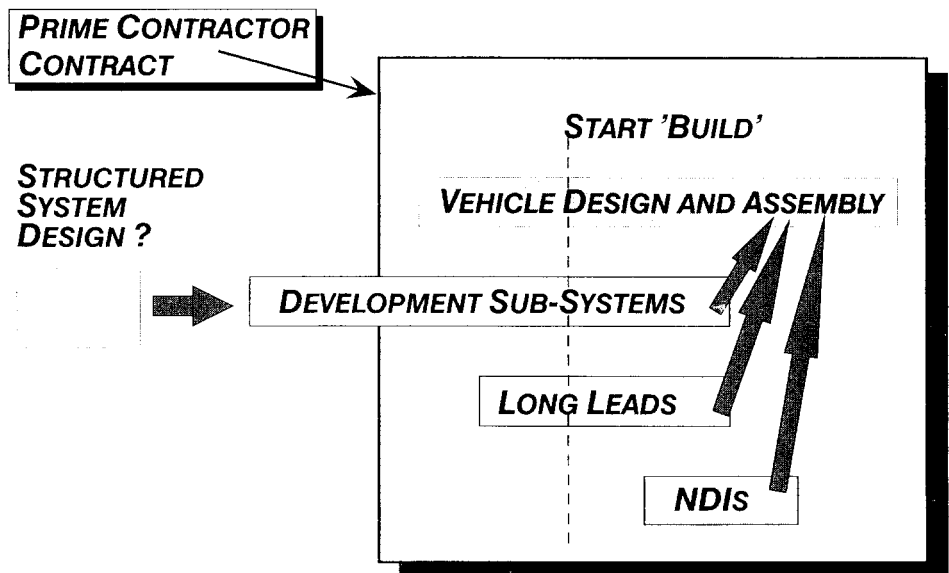 PRIME CONTRACTOR
CONTRACT
START 'BUILD'
STRUCTURED
SYSTEM
DESIGN ?
VEHICLE DESIGN AND ASSEMBLY
DEVELOPMENT SUB-SYSTEMS
LONG LEADS
NDIS